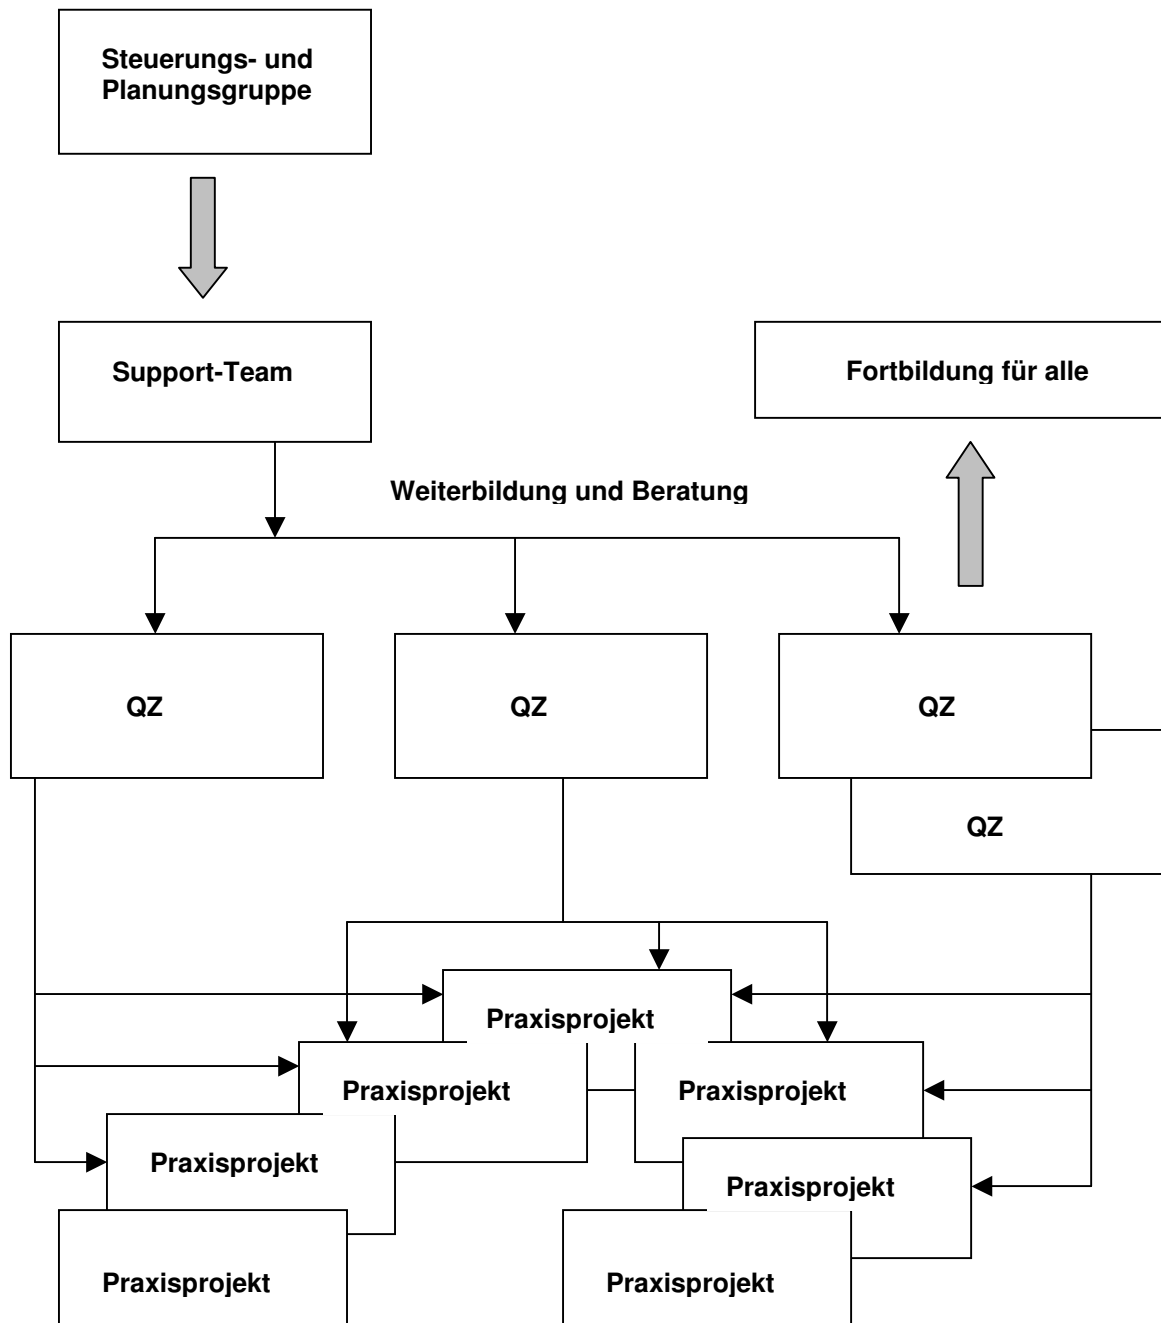 Steuerungs- und
Planungsgruppe
Support-Team
Fortbildung für alle
Weiterbildung und Beratung
QZ
QZ
QZ
QZ
Praxisprojekt
Praxisprojekt
Praxisprojekt
Praxisprojekt
Praxisprojekt
Praxisprojekt
Praxisprojekt